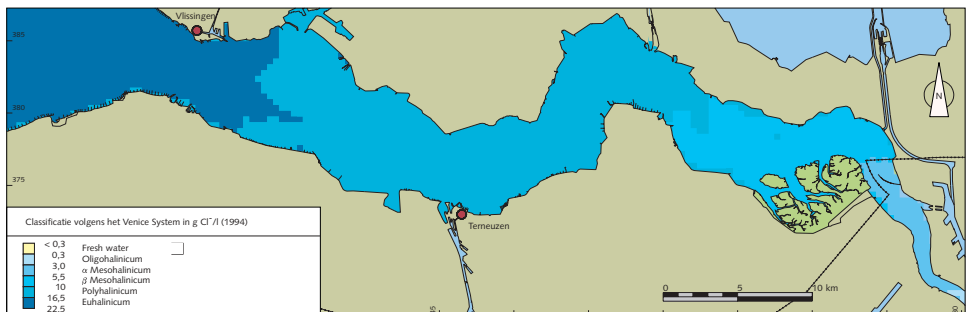 Vlissingen
385
380
375
N
Terneuzen
Classificatie volgens het Venice System in g Cl⁻/l (1994)
< 0,3 Fresh water
0,3 Oligohalinicum
3,0 α Mesohalinicum
5,5 β Mesohalinicum
10 Polyhalinicum
16,5 Euhalinicum
22,5
0 5 10 km